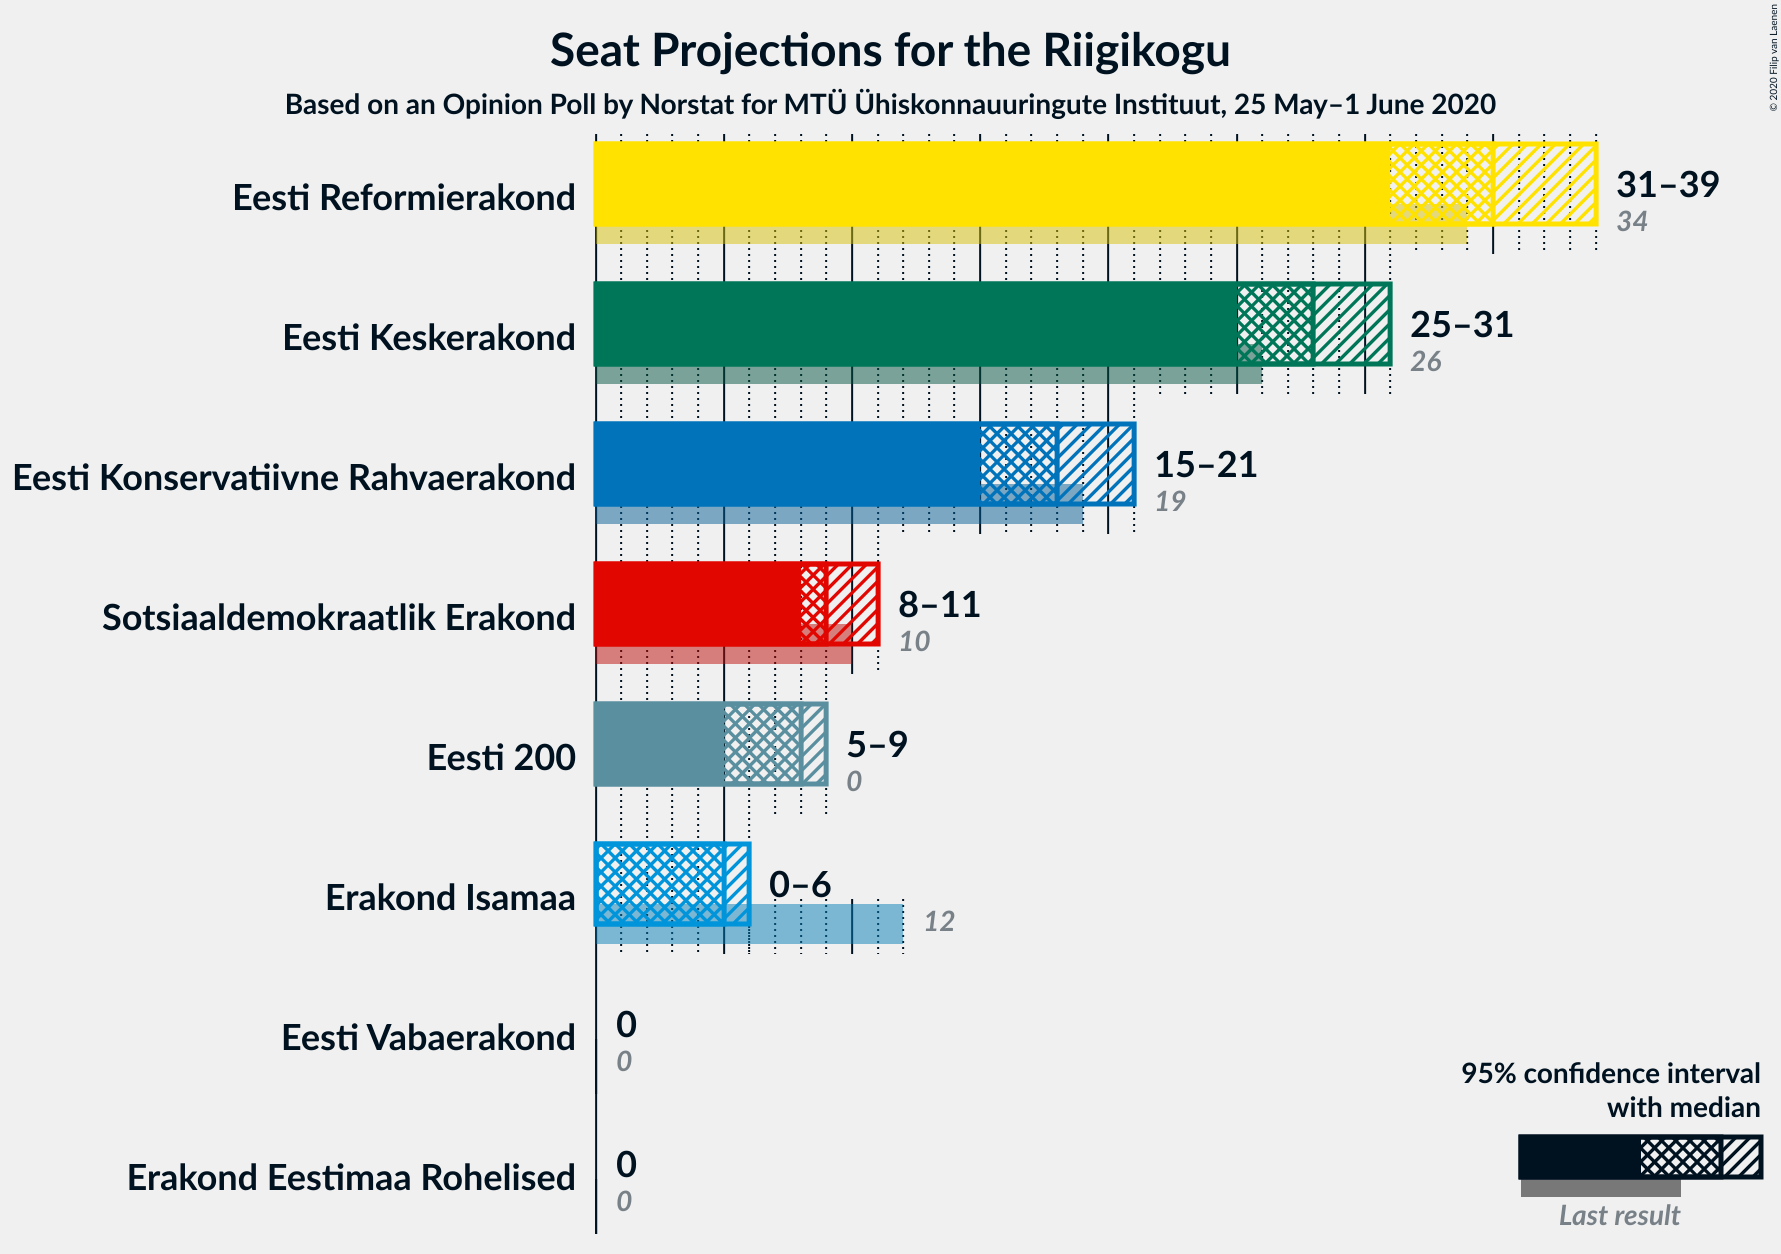 Seat Projections for the Riigikogu
Based on an Opinion Poll by Norstat for MTÜ Ühiskonnauuringute Instituut, 25 May–1 June 2020
© 2020 Filip van Laenen
Eesti Reformierakond
31–39
34
Eesti Keskerakond
25–31
26
Eesti Konservatiivne Rahvaerakond
15–21
19
Sotsiaaldemokraatlik Erakond
8–11
10
Eesti 200
5–9
0
Erakond Isamaa
0–6
12
Eesti Vabaerakond
0
0
Erakond Eestimaa Rohelised
0
0
95% confidence interval
with median
Last result